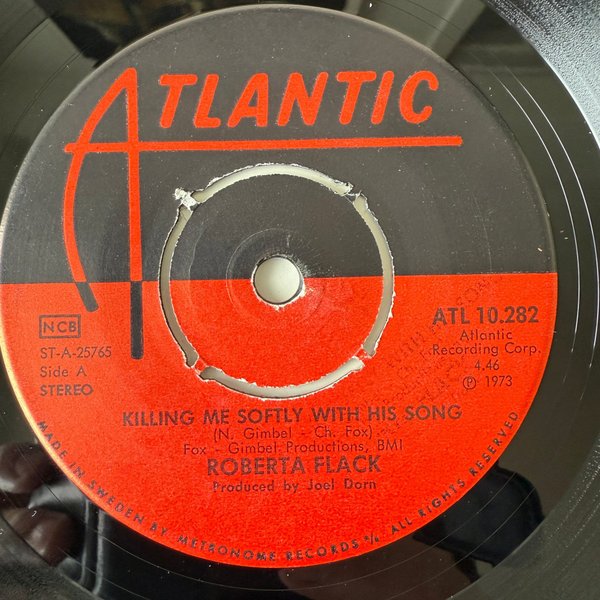 ATLANTIC
NCB
ST-A-25765
Side A
STEREO
ATL 10.282
Atlantic
Recording Corp.
4.46
Ⓟ 1973
KILLING ME SOFTLY WITH HIS SONG
(N. Gimbel - Ch. Fox)
Fox - Gimbel Productions, BMI
ROBERTA FLACK
Produced by Joel Dorn
MADE IN SWEDEN BY METRONOME RECORDS A/S ALL RIGHTS RESERVED